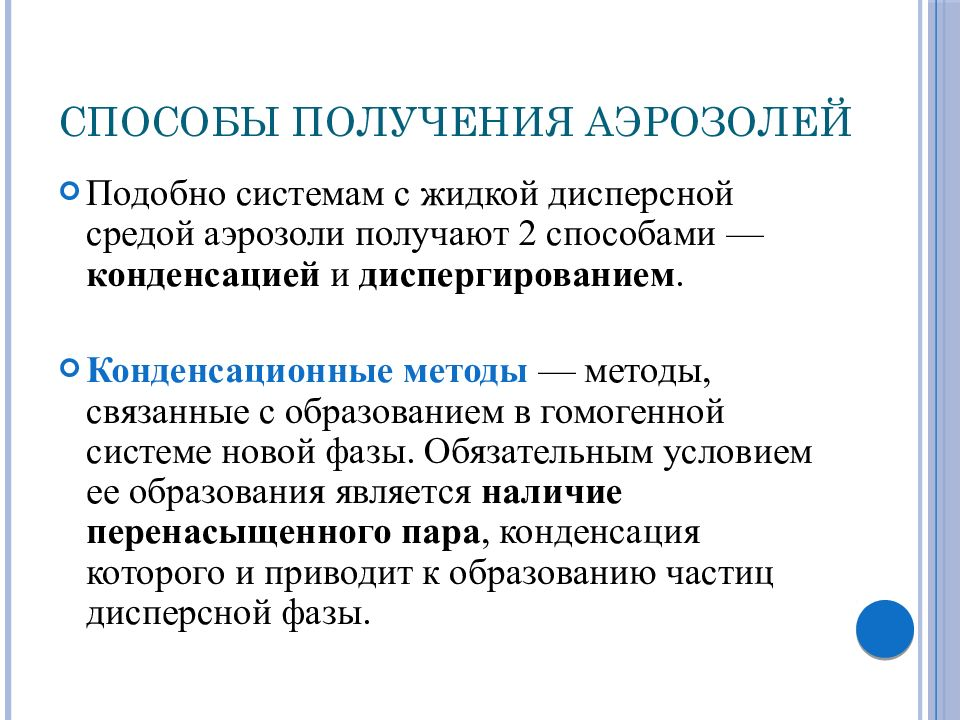 СПОСОБЫ ПОЛУЧЕНИЯ АЭРОЗОЛЕЙ
Подобно системам с жидкой дисперсной
средой аэрозоли получают 2 способами —
конденсацией и диспергированием.
Конденсационные методы — методы,
связанные с образованием в гомогенной
системе новой фазы. Обязательным условием
ее образования является наличие
перенасыщенного пара, конденсация
которого и приводит к образованию частиц
дисперсной фазы.